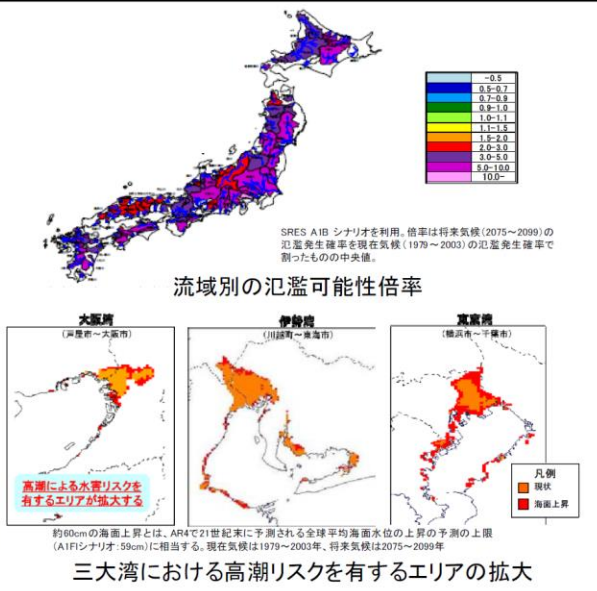 -0.5
0.5-0.7
0.7-0.9
0.9-1.0
1.0-1.1
1.1-1.5
1.5-2.0
2.0-3.0
3.0-5.0
5.0-10.0
10.0-
SRES A1B シナリオを利用。倍率は将来気候(2075～2099)の
氾濫発生確率を現在気候(1979～2003)の氾濫発生確率で
割ったものの中央値。
流域別の氾濫可能性倍率
大阪湾
(芦屋市～大阪市)
伊勢湾
(川越町～東海市)
東京湾
(横浜市～千葉市)
高潮による水害リスクを
有するエリアが拡大する
凡例
現状
海面上昇
約60cmの海面上昇とは、AR4で21世紀末に予測される全球平均海面水位の上昇の予測の上限
(A1FIシナリオ:59cm)に相当する。現在気候は1979～2003年、将来気候は2075～2099年
三大湾における高潮リスクを有するエリアの拡大